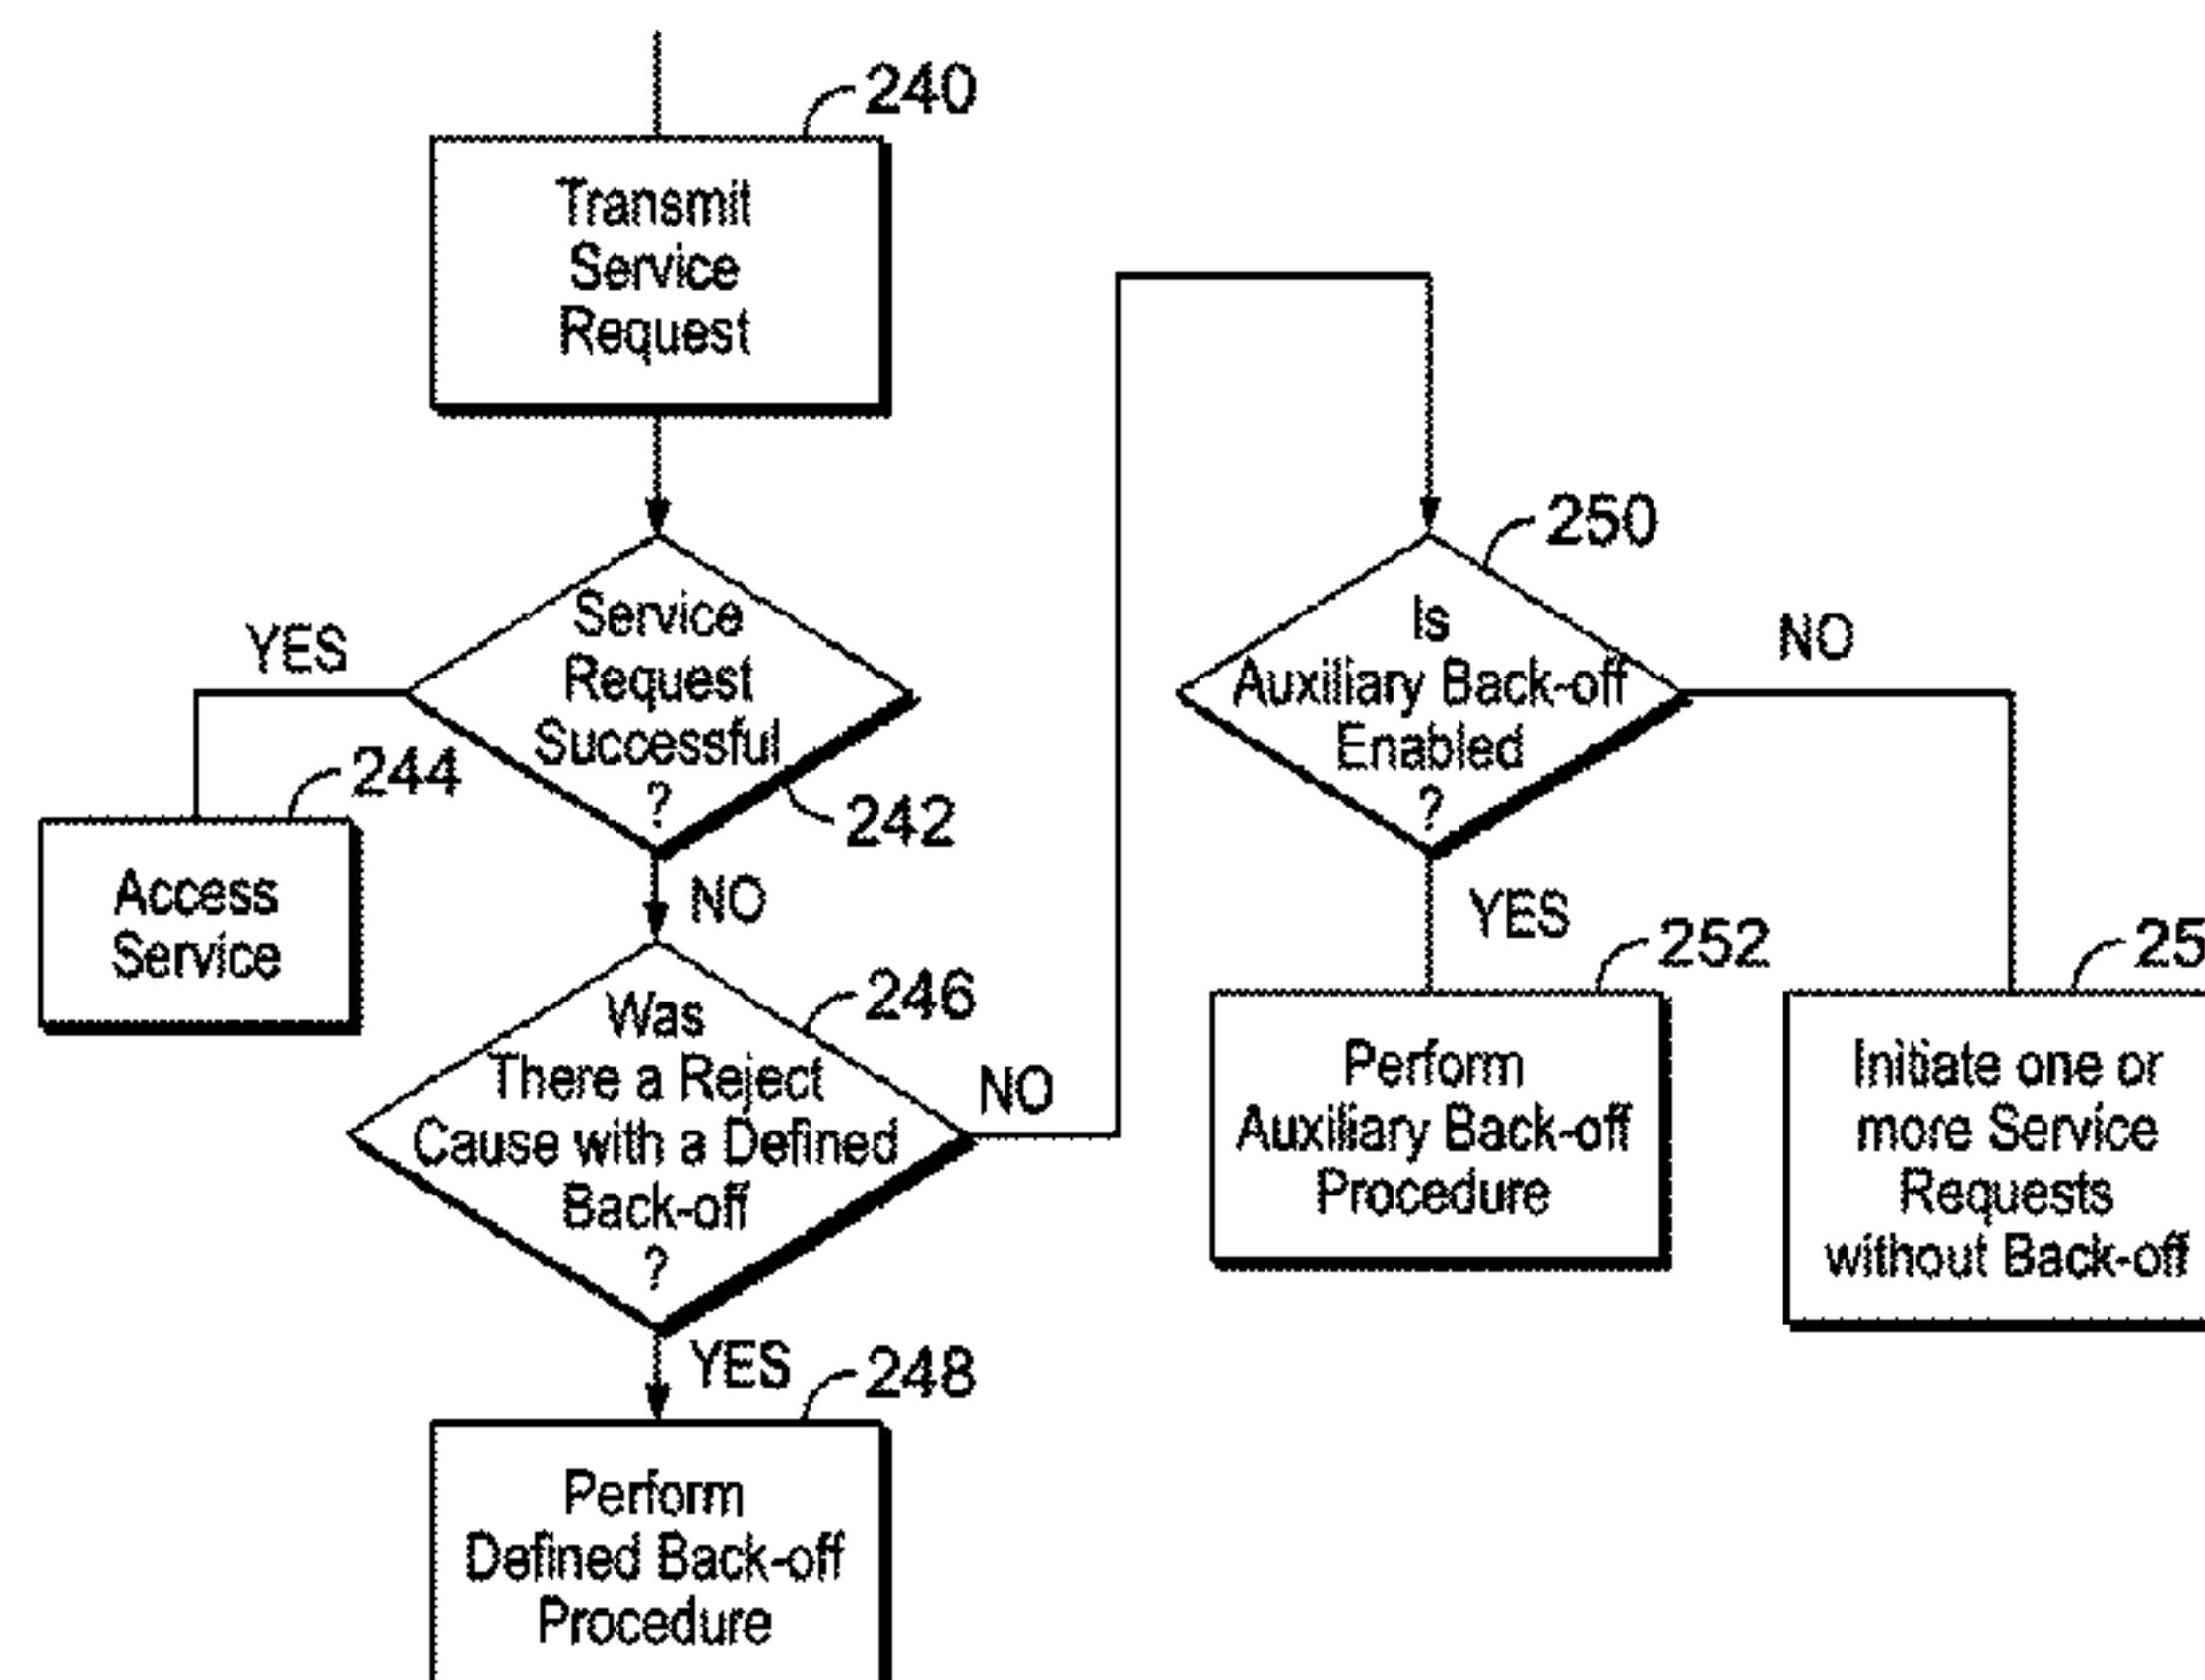 240
Transmit
Service
Request
Service
Request
Successful
?
242
YES
244
Access
Service
NO
246
Was
There a Reject
Cause with a Defined
Back-off
?
NO
YES
248
Perform
Defined Back-off
Procedure
250
Is
Auxiliary Back-off
Enabled
?
NO
YES
252
Perform
Auxiliary Back-off
Procedure
25
Initiate one or
more Service
Requests
without Back-off